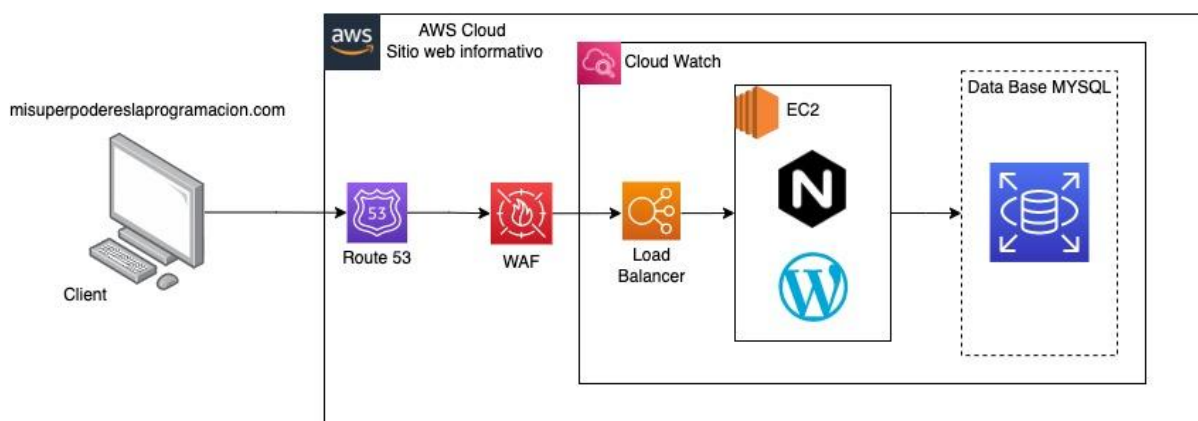 aws
AWS Cloud
Sitio web informativo
Cloud Watch
misuperpodereslaprogramacion.com
EC2
Data Base MYSQL
N
53
W
Route 53
WAF
Load
Balancer
Client